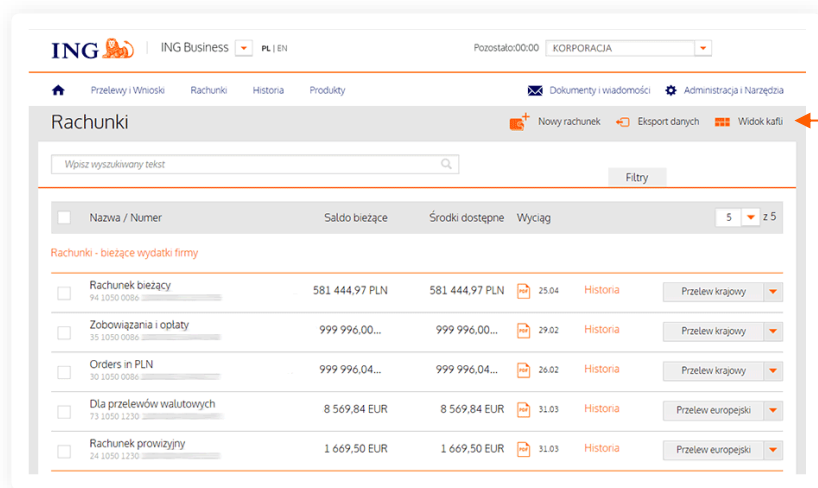 ING ING Business PL | EN Pozostało:00:00 KORPORACJA
Przelewy i Wnioski Rachunki Historia Produkty Dokumenty i wiadomości Administracja i Narzędzia
Rachunki Nowy rachunek Eksport danych Widok kafli
Wpisz wyszukiwany tekst
Filtry
Nazwa / Numer Saldo bieżące Środki dostępne Wyciąg 5 z 5
Rachunki - bieżące wydatki firmy
Rachunek bieżący 581 444,97 PLN 581 444,97 PLN PDF 25.04 Historia Przelew krajowy
94 1050 0086
Zobowiązania i opłaty 999 996,00... 999 996,00... PDF 29.02 Historia Przelew krajowy
35 1050 0086
Orders in PLN 999 996,04... 999 996,04... PDF 26.02 Historia Przelew krajowy
30 1050 0086
Dla przelewów walutowych 8 569,84 EUR 8 569,84 EUR PDF 31.03 Historia Przelew europejski
73 1050 1230
Rachunek prowizyjny 1 669,50 EUR 1 669,50 EUR PDF 31.03 Historia Przelew europejski
24 1050 1230